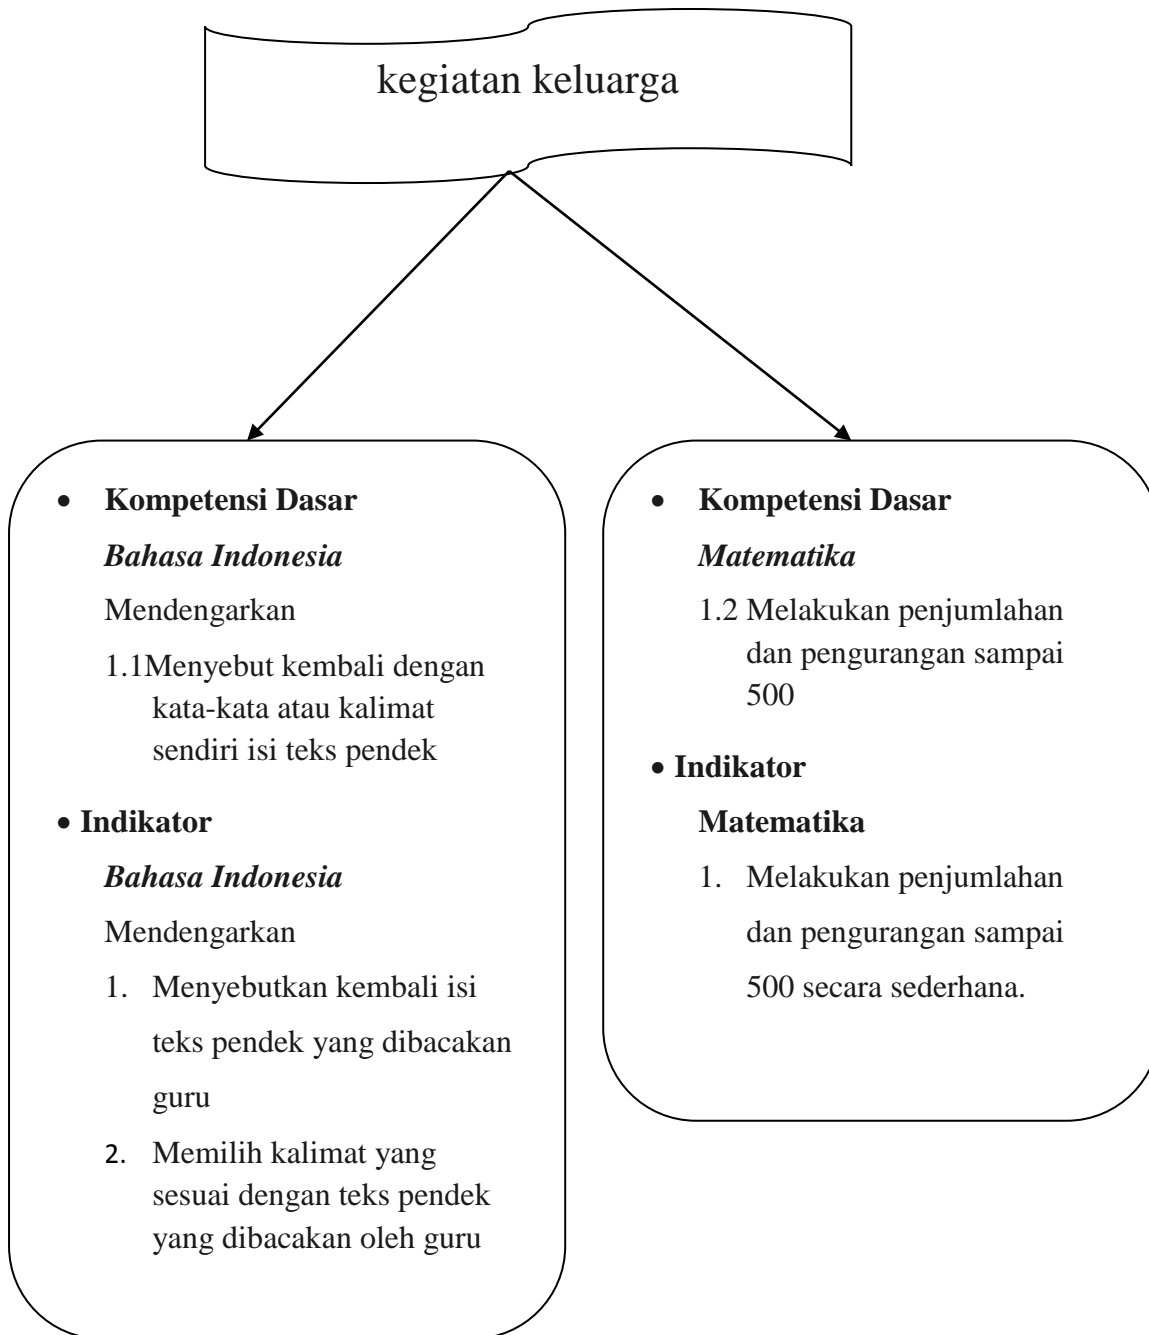 kegiatan keluarga
• Kompetensi Dasar
Bahasa Indonesia
Mendengarkan
1.1Menyebut kembali dengan
kata-kata atau kalimat
sendiri isi teks pendek
• Indikator
Bahasa Indonesia
Mendengarkan
1. Menyebutkan kembali isi
teks pendek yang dibacakan
guru
2. Memilih kalimat yang
sesuai dengan teks pendek
yang dibacakan oleh guru
• Kompetensi Dasar
Matematika
1.2 Melakukan penjumlahan
dan pengurangan sampai
500
• Indikator
Matematika
1. Melakukan penjumlahan
dan pengurangan sampai
500 secara sederhana.